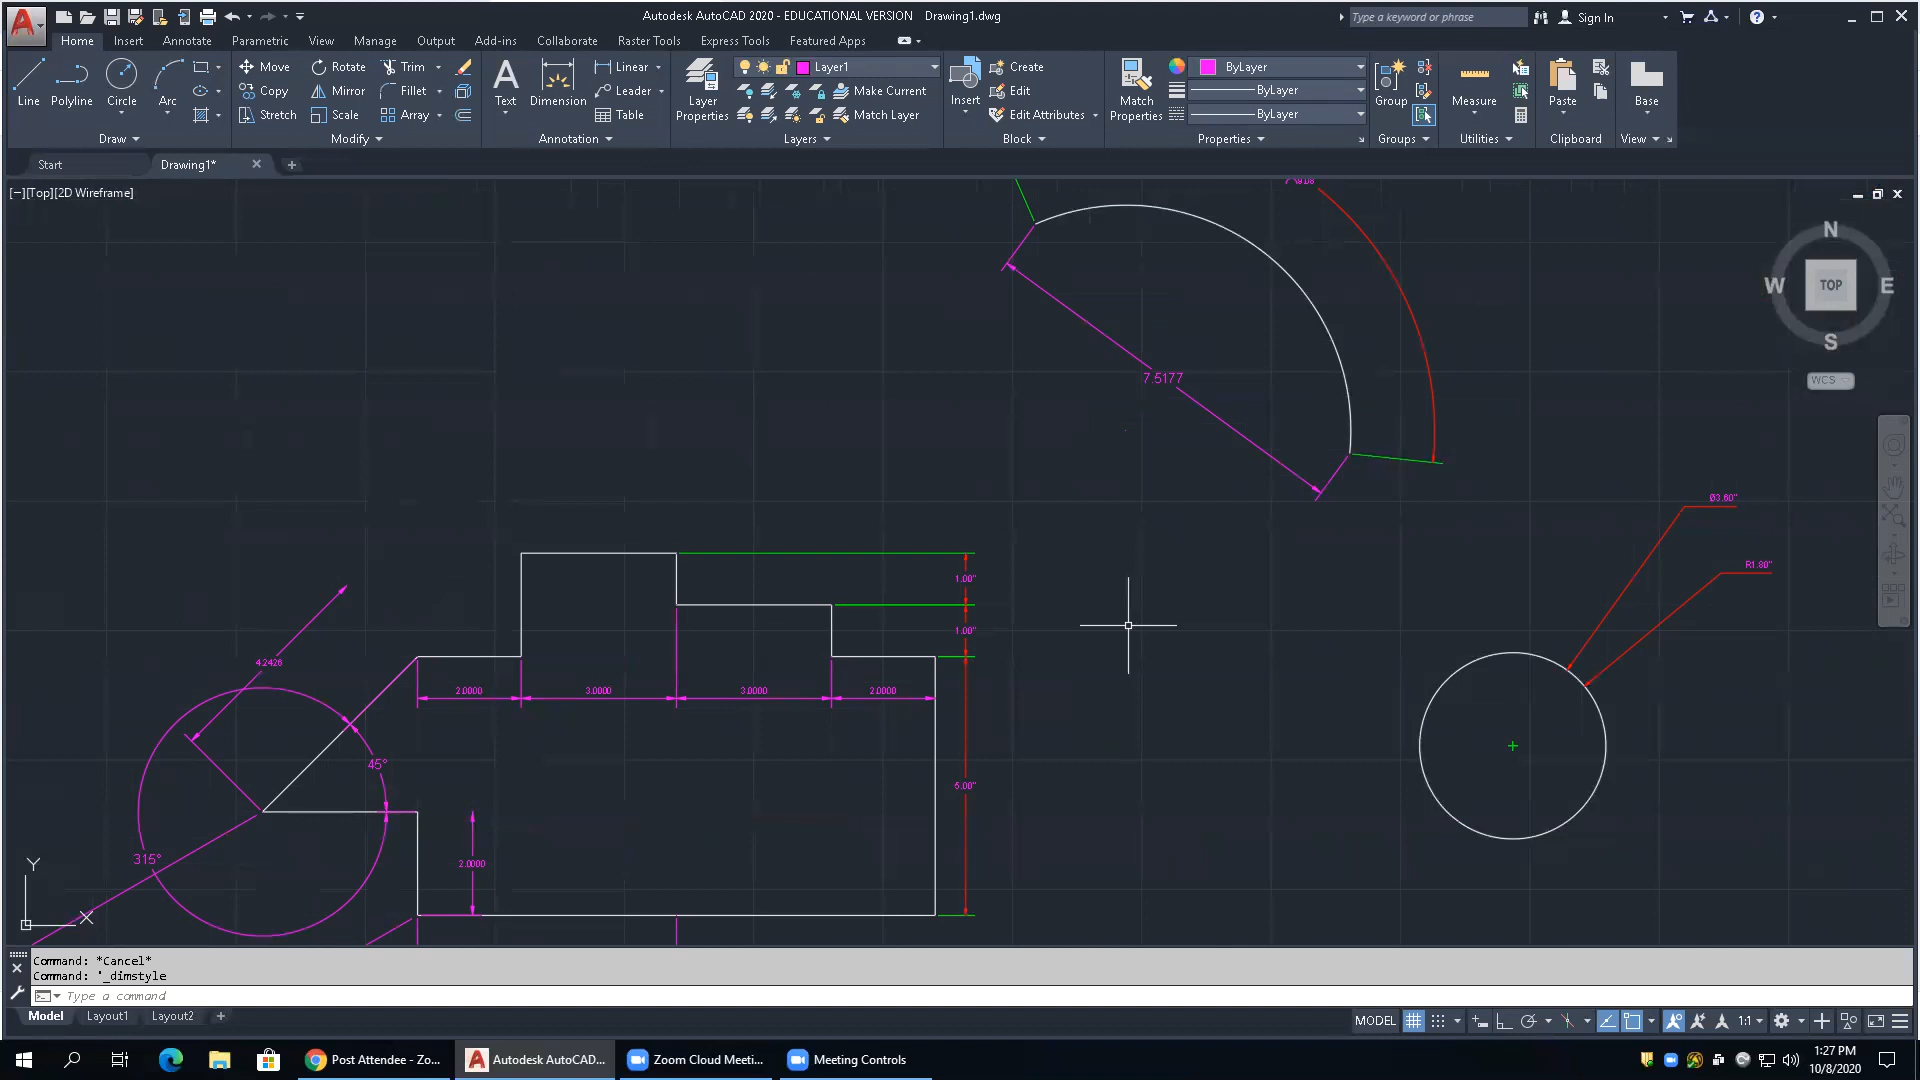 Autodesk AutoCAD 2020 - EDUCATIONAL VERSION Drawing1.dwg
Type a keyword or phrase
Sign In
Home Insert Annotate Parametric View Manage Output Add-ins Collaborate Raster Tools Express Tools Featured Apps
Line Polyline Circle Arc
Move Rotate Trim
Copy Mirror Fillet
Stretch Scale Array
Text Dimension
Linear
Leader
Table
Layer Properties
Layer1
Make Current
Match Layer
Insert
Create
Edit
Edit Attributes
Match Properties
ByLayer
ByLayer
ByLayer
Group
Measure
Paste
Base
Draw Modify Annotation Layers Block Properties Groups Utilities Clipboard View
Start Drawing1*
[−][Top][2D Wireframe]
N
W TOP E
S
WCS
7.5177
Ø3.60"
R1.80"
1.00"
1.00"
4.2426
2.0000 3.0000 3.0000 2.0000
45°
5.00"
315°
2.0000
Y
X
Command: *Cancel*
Command: '_dimstyle
Type a command
Model Layout1 Layout2
MODEL
1:1
Post Attendee - Zo...
Autodesk AutoCAD...
Zoom Cloud Meeti...
Meeting Controls
1:27 PM
10/8/2020